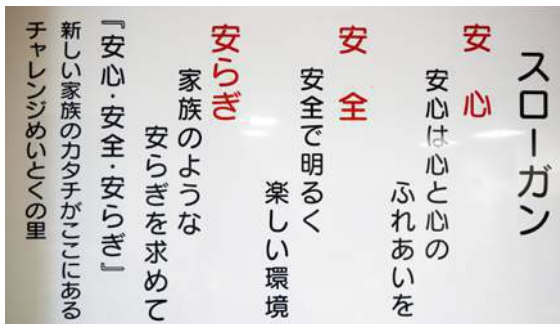 スローガン
安 心
安心は心と心の
ふれあいを
安 全
安全で明るく
楽しい環境
安らぎ
家族のような
安らぎを求めて
『安心・安全・安らぎ』
新しい家族のカタチがここにある
チャレンジめいとくの里